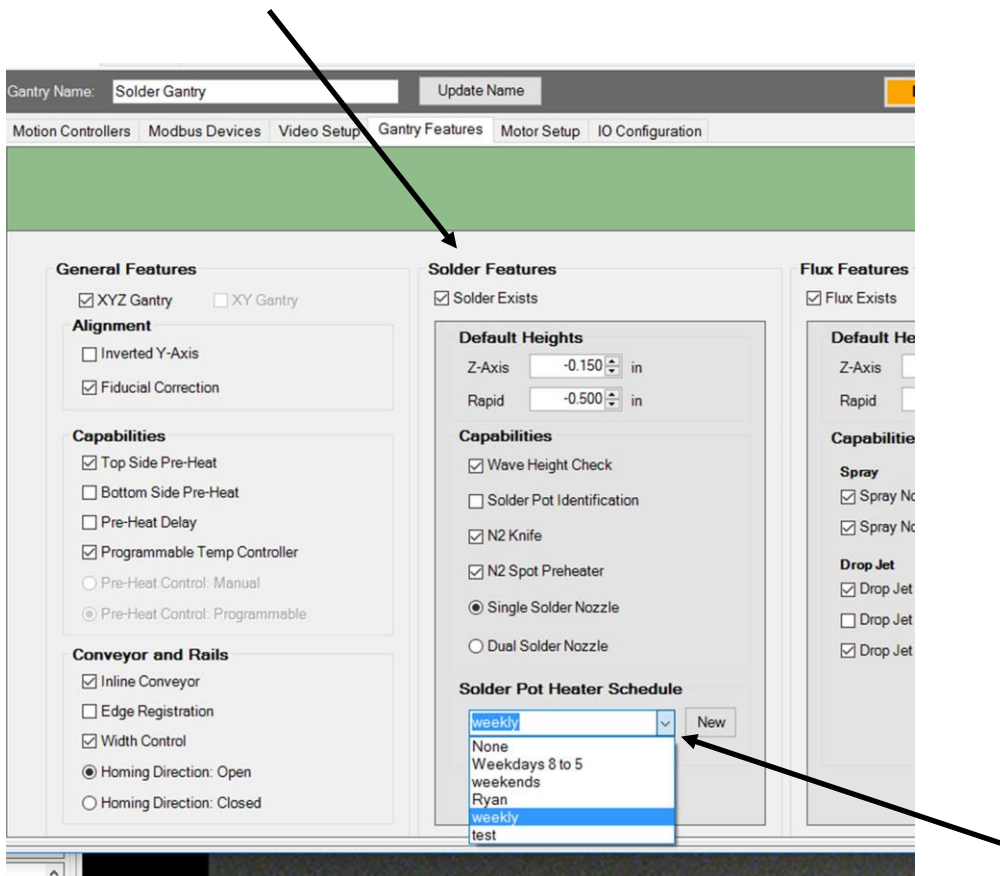 Gantry Name: Solder Gantry Update Name
Motion Controllers Modbus Devices Video Setup Gantry Features Motor Setup IO Configuration
General Features
XYZ Gantry XY Gantry
Alignment
Inverted Y-Axis
Fiducial Correction
Capabilities
Top Side Pre-Heat
Bottom Side Pre-Heat
Pre-Heat Delay
Programmable Temp Controller
Pre-Heat Control: Manual
Pre-Heat Control: Programmable
Conveyor and Rails
Inline Conveyor
Edge Registration
Width Control
Homing Direction: Open
Homing Direction: Closed
Solder Features
Solder Exists
Default Heights
Z-Axis -0.150 in
Rapid -0.500 in
Capabilities
Wave Height Check
Solder Pot Identification
N2 Knife
N2 Spot Preheater
Single Solder Nozzle
Dual Solder Nozzle
Solder Pot Heater Schedule
weekly New
None
Weekdays 8 to 5
weekends
Ryan
weekly
test
Flux Features
Flux Exists
Default He
Z-Axis
Rapid
Capabilitie
Spray
Spray No
Spray No
Drop Jet
Drop Jet
Drop Jet
Drop Jet